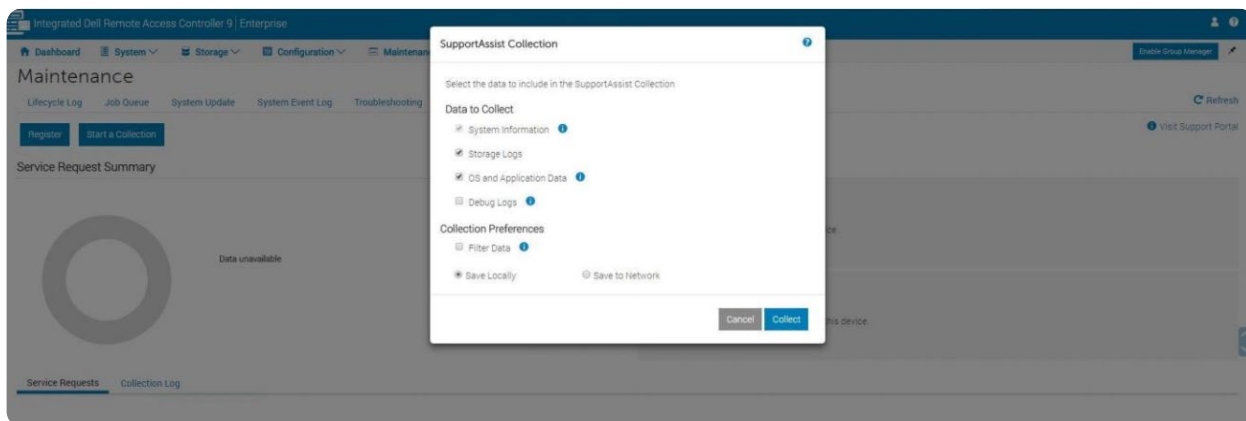 Integrated Dell Remote Access Controller 9 | Enterprise
Dashboard System Storage Configuration Maintenan
Enable Group Manager
Maintenance
Lifecycle Log Job Queue System Update System Event Log Troubleshooting
Refresh
Register Start a Collection
Visit Support Portal
Service Request Summary
Data unavailable
SupportAssist Collection
Select the data to include in the SupportAssist Collection
Data to Collect
System Information
Storage Logs
OS and Application Data
Debug Logs
Collection Preferences
Filter Data
Save Locally Save to Network
Cancel Collect
ce
his device.
Service Requests Collection Log